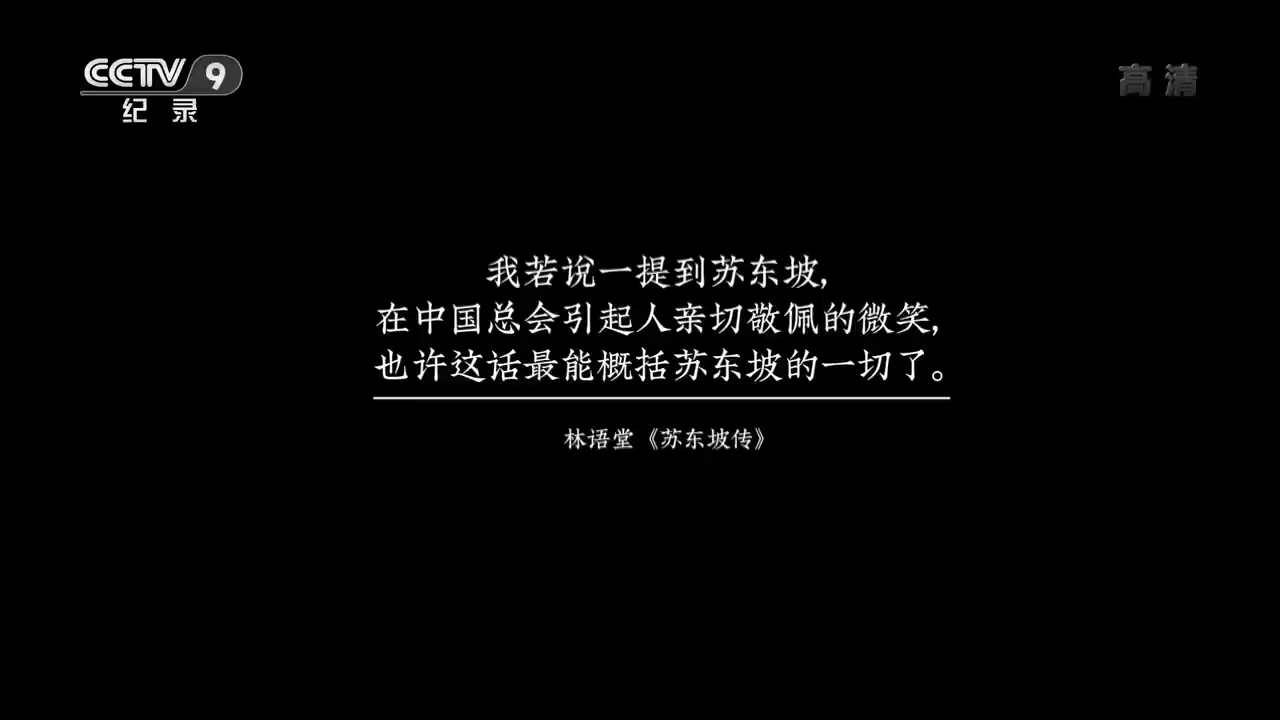 CCTV 9
纪录
高清
我若说一提到苏东坡，
在中国总会引起人亲切敬佩的微笑，
也许这话最能概括苏东坡的一切了。
林语堂《苏东坡传》